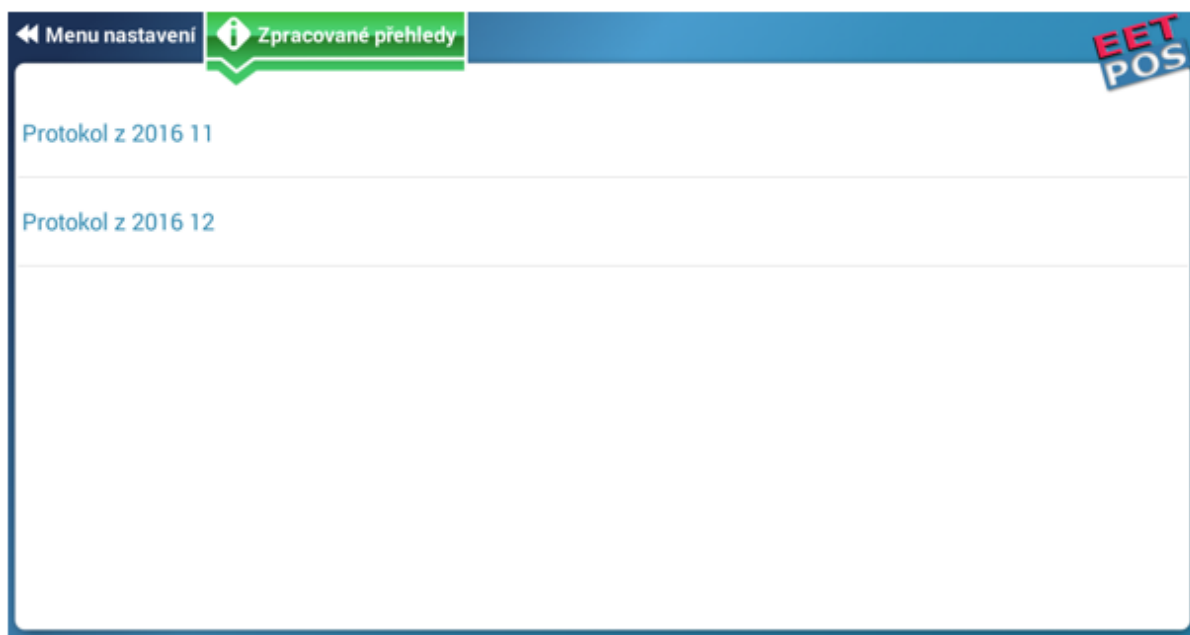 Menu nastavení
Zpracované přehledy
EET
POS
Protokol z 2016 11
Protokol z 2016 12